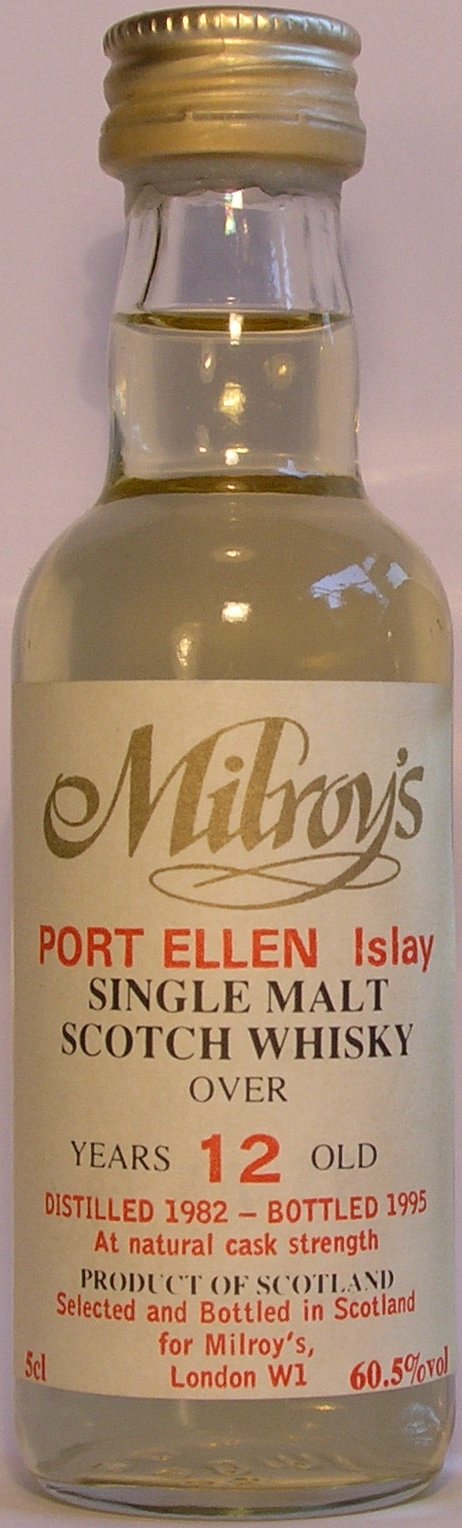 Milroy's
PORT ELLEN Islay
SINGLE MALT
SCOTCH WHISKY
OVER
YEARS 12 OLD
DISTILLED 1982 – BOTTLED 1995
At natural cask strength
PRODUCT OF SCOTLAND
Selected and Bottled in Scotland
for Milroy's,
5cl London W1 60.5%vol